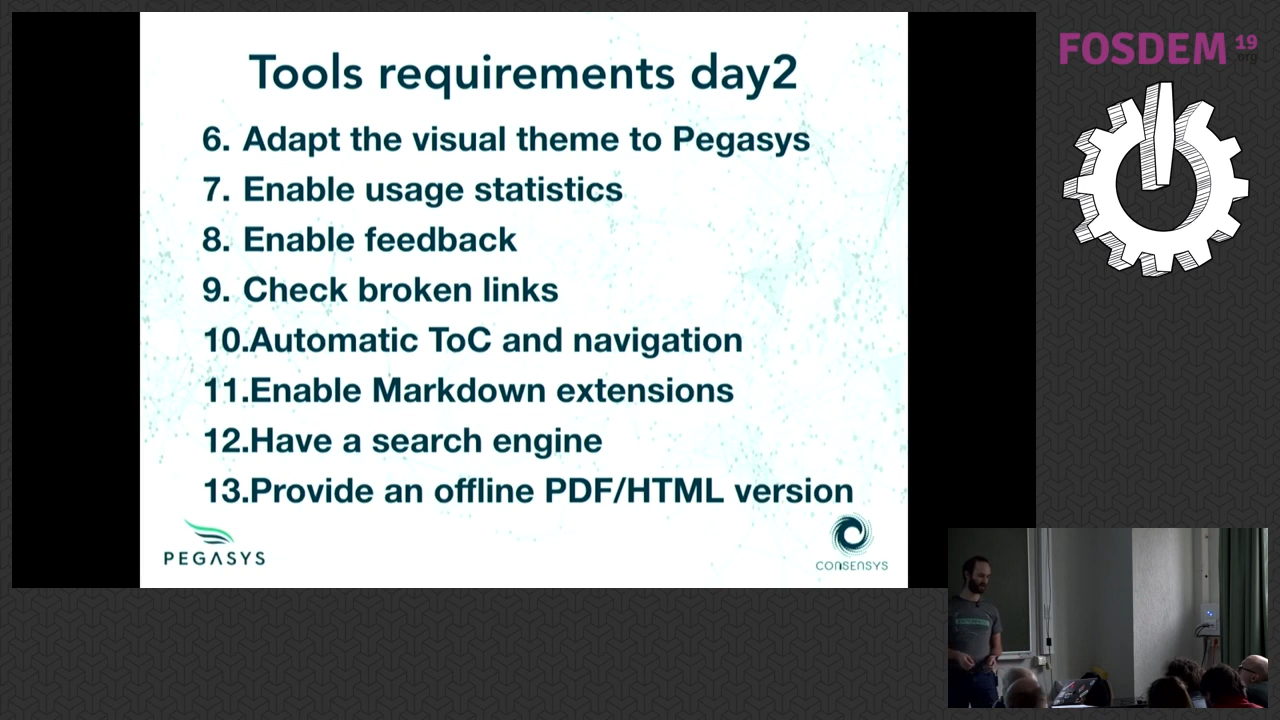 Tools requirements day2
6. Adapt the visual theme to Pegasys
7. Enable usage statistics
8. Enable feedback
9. Check broken links
10.Automatic ToC and navigation
11.Enable Markdown extensions
12.Have a search engine
13.Provide an offline PDF/HTML version
PEGASYS
CONSENSYS
FOSDEM 19
.org